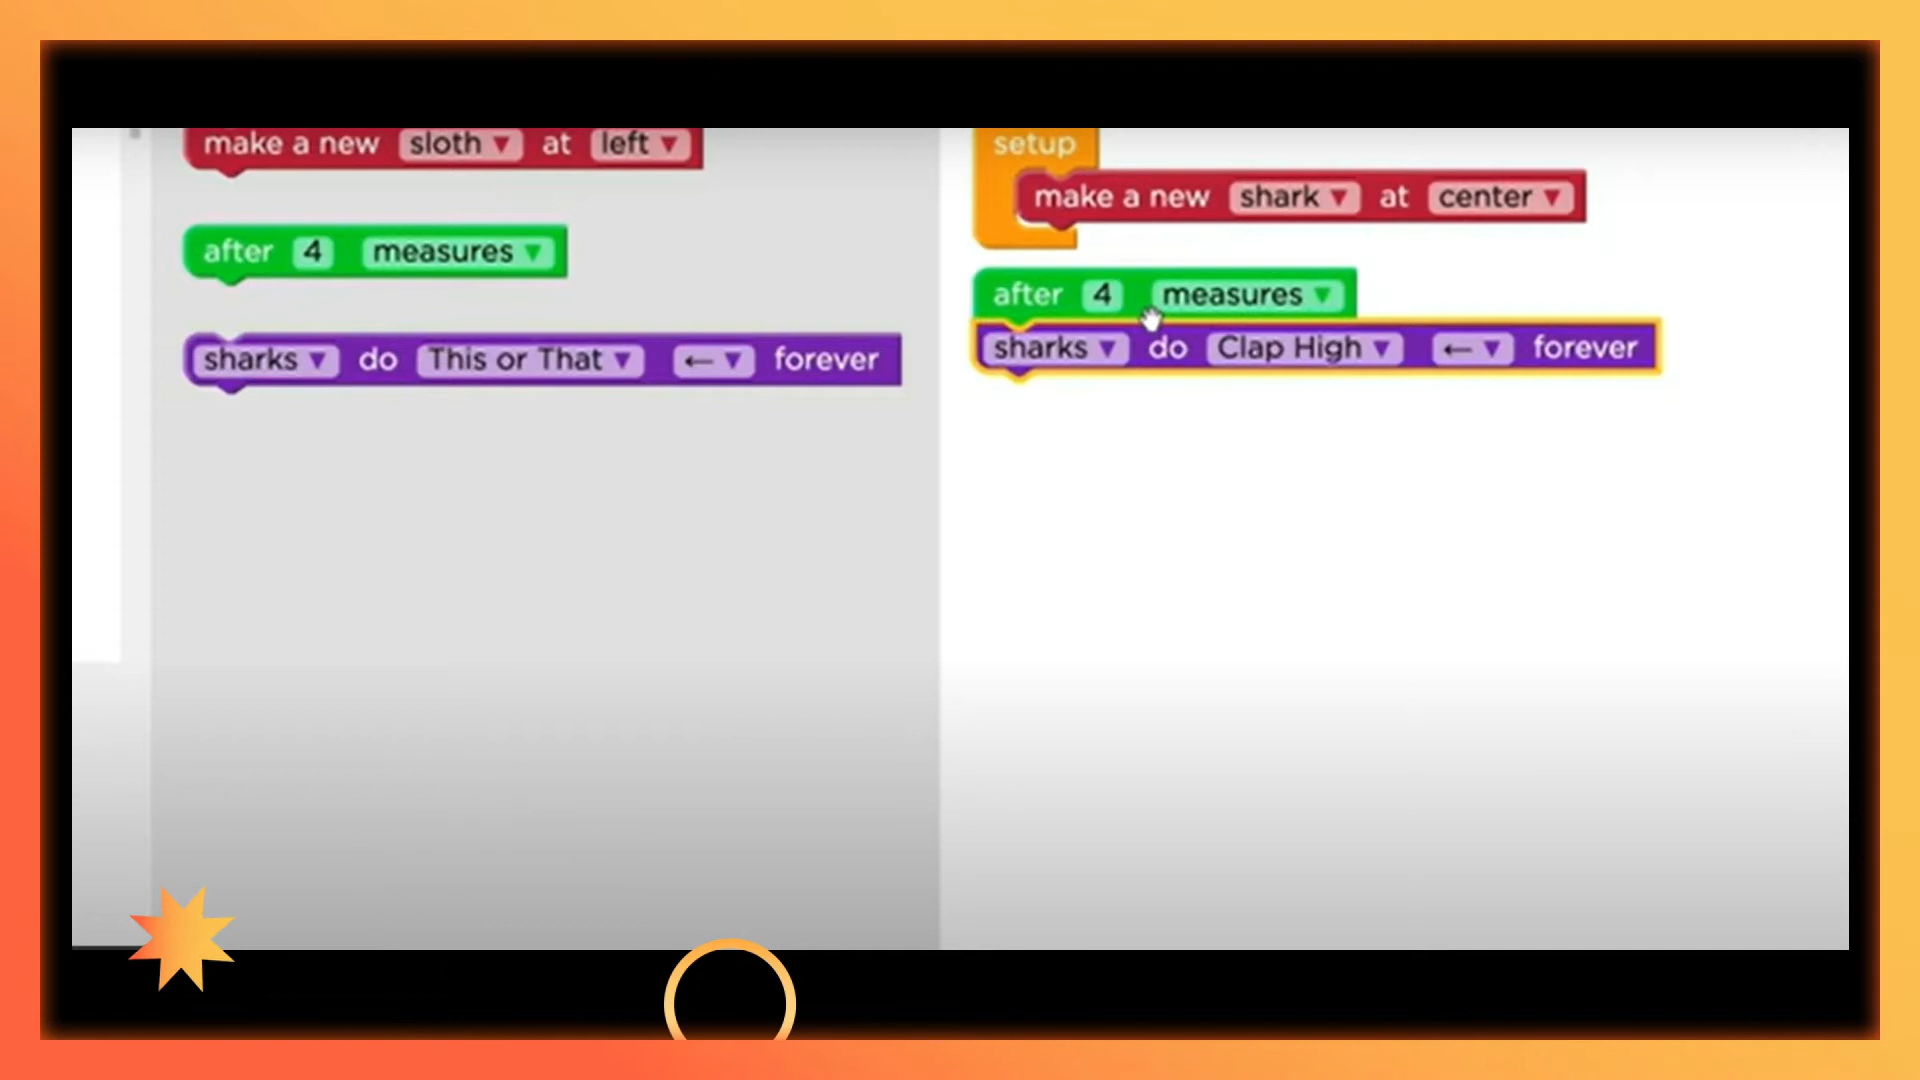 make a new sloth ▼ at left ▼
after 4 measures ▼
sharks ▼ do This or That ▼ ← ▼ forever
setup
make a new shark ▼ at center ▼
after 4 measures ▼
sharks ▼ do Clap High ▼ ← ▼ forever